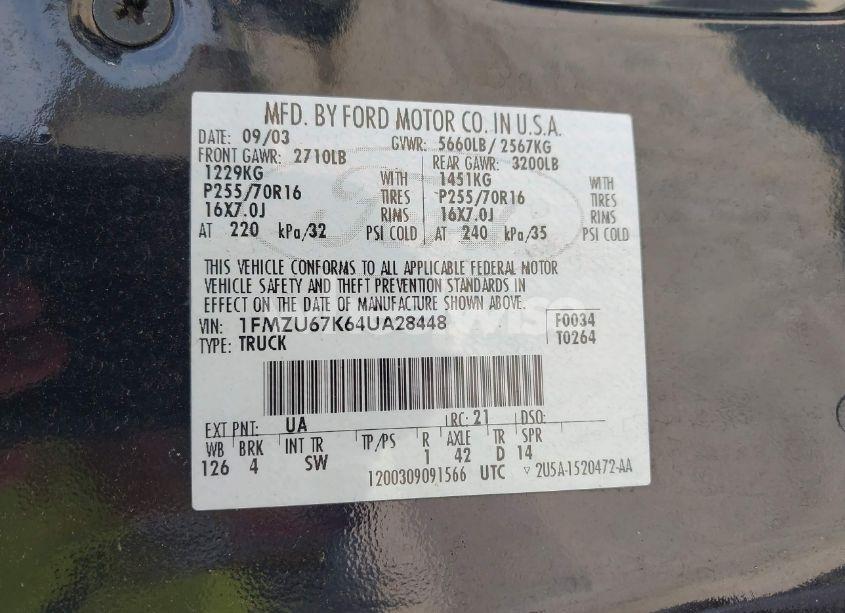 MFD. BY FORD MOTOR CO. IN U.S.A.
DATE: 09/03 GVWR: 5660LB/ 2567KG
FRONT GAWR: 2710LB REAR GAWR: 3200LB
1229KG WITH 1451KG WITH
P255/70R16 TIRES P255/70R16 TIRES
16X7.0J RIMS 16X7.0J RIMS
AT 220 kPa/32 PSI COLD AT 240 kPa/35 PSI COLD
THIS VEHICLE CONFORMS TO ALL APPLICABLE FEDERAL MOTOR
VEHICLE SAFETY AND THEFT PREVENTION STANDARDS IN
EFFECT ON THE DATE OF MANUFACTURE SHOWN ABOVE.
VIN: 1FMZU67K64UA28448 F0034
TYPE: TRUCK T0264
EXT PNT: UA RC: 21 DSO:
WB BRK INT TR TP/PS R AXLE TR SPR
126 4 SW 1 42 D 14
1200309091566 UTC ▽ 2U5A-1520472-AA